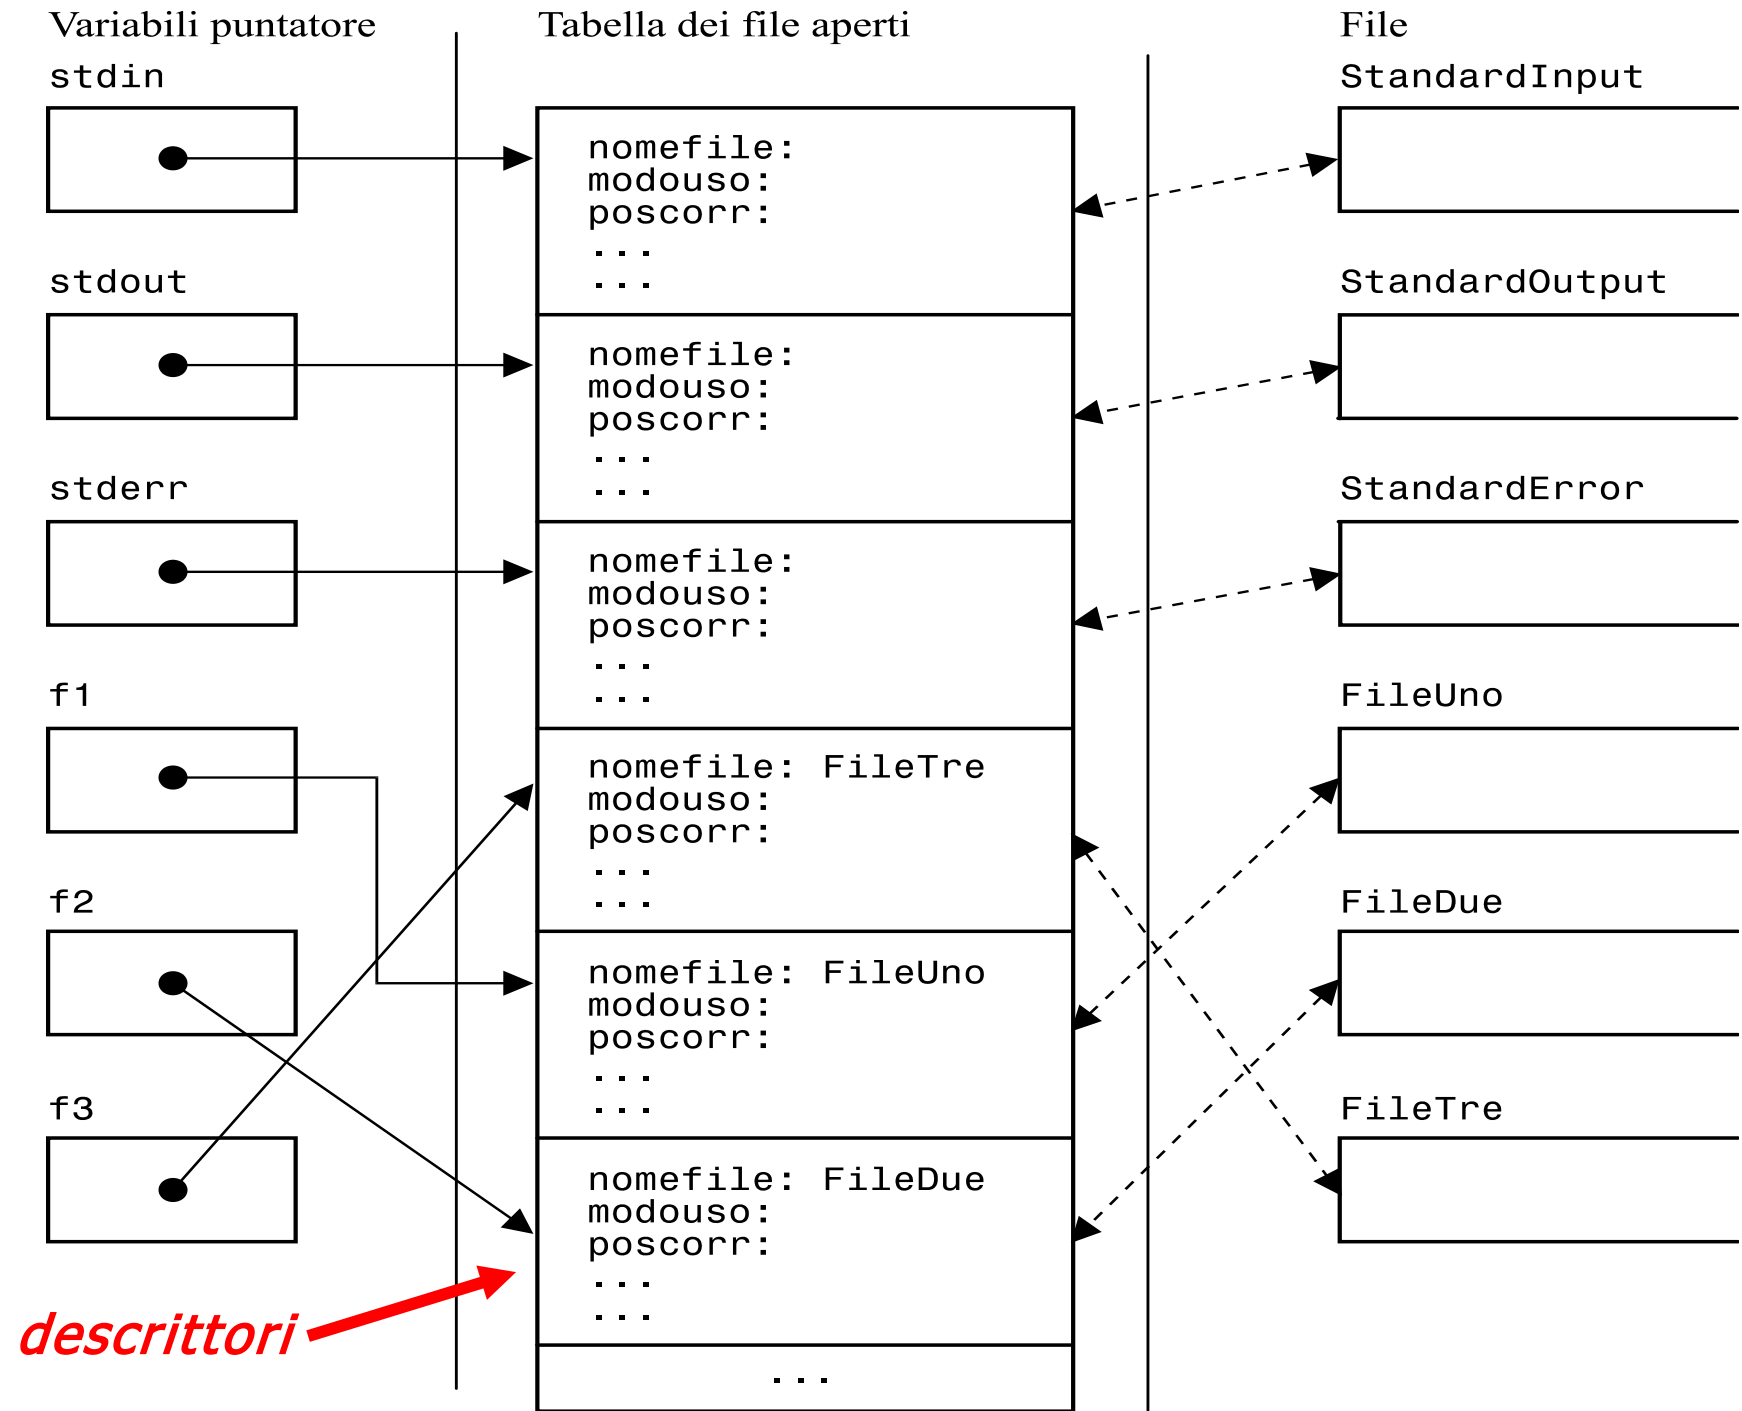 Variabili puntatore
stdin
stdout
stderr
f1
f2
f3
descrittori
Tabella dei file aperti
nomefile:
modouso:
poscorr:
...
...
nomefile:
modouso:
poscorr:
...
...
nomefile:
modouso:
poscorr:
...
...
nomefile: FileTre
modouso:
poscorr:
...
...
nomefile: FileUno
modouso:
poscorr:
...
...
nomefile: FileDue
modouso:
poscorr:
...
...
...
File
StandardInput
StandardOutput
StandardError
FileUno
FileDue
FileTre